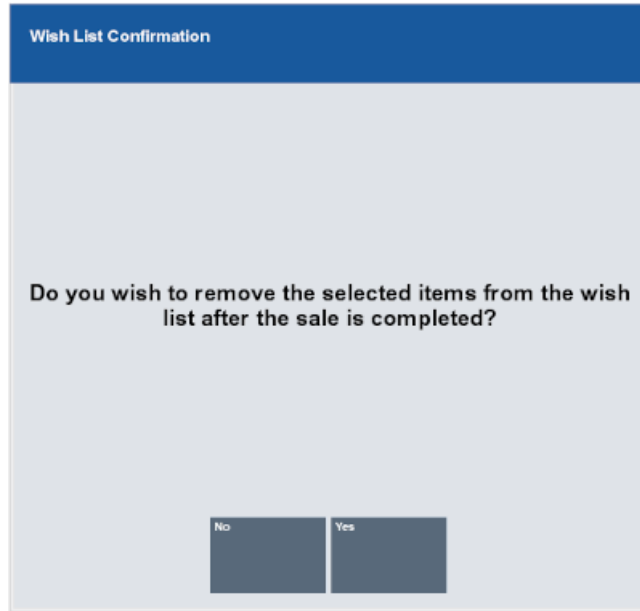 Wish List Confirmation
Do you wish to remove the selected items from the wish
list after the sale is completed?
No
Yes